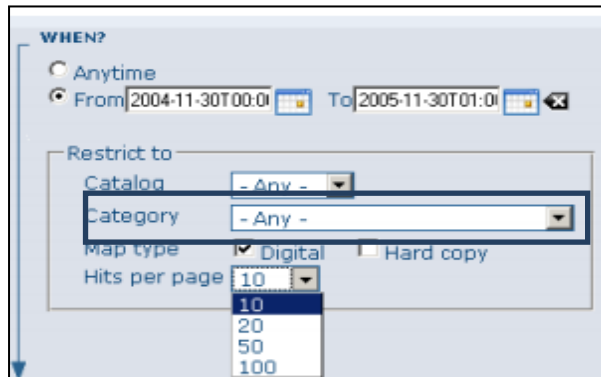 WHEN?
Anytime
From 2004-11-30T00:0 To 2005-11-30T01:0
Restrict to
Catalog - Any -
Category - Any -
Map type Digital Hard copy
Hits per page 10
10
20
50
100